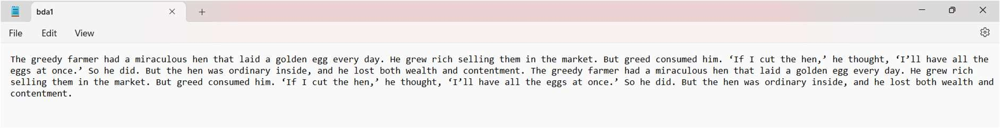 bda1
File Edit View
The greedy farmer had a miraculous hen that laid a golden egg every day. He grew rich selling them in the market. But greed consumed him. ‘If I cut the hen,’ he thought, ‘I’ll have all the
eggs at once.’ So he did. But the hen was ordinary inside, and he lost both wealth and contentment. The greedy farmer had a miraculous hen that laid a golden egg every day. He grew rich
selling them in the market. But greed consumed him. ‘If I cut the hen,’ he thought, ‘I’ll have all the eggs at once.’ So he did. But the hen was ordinary inside, and he lost both wealth and
contentment.